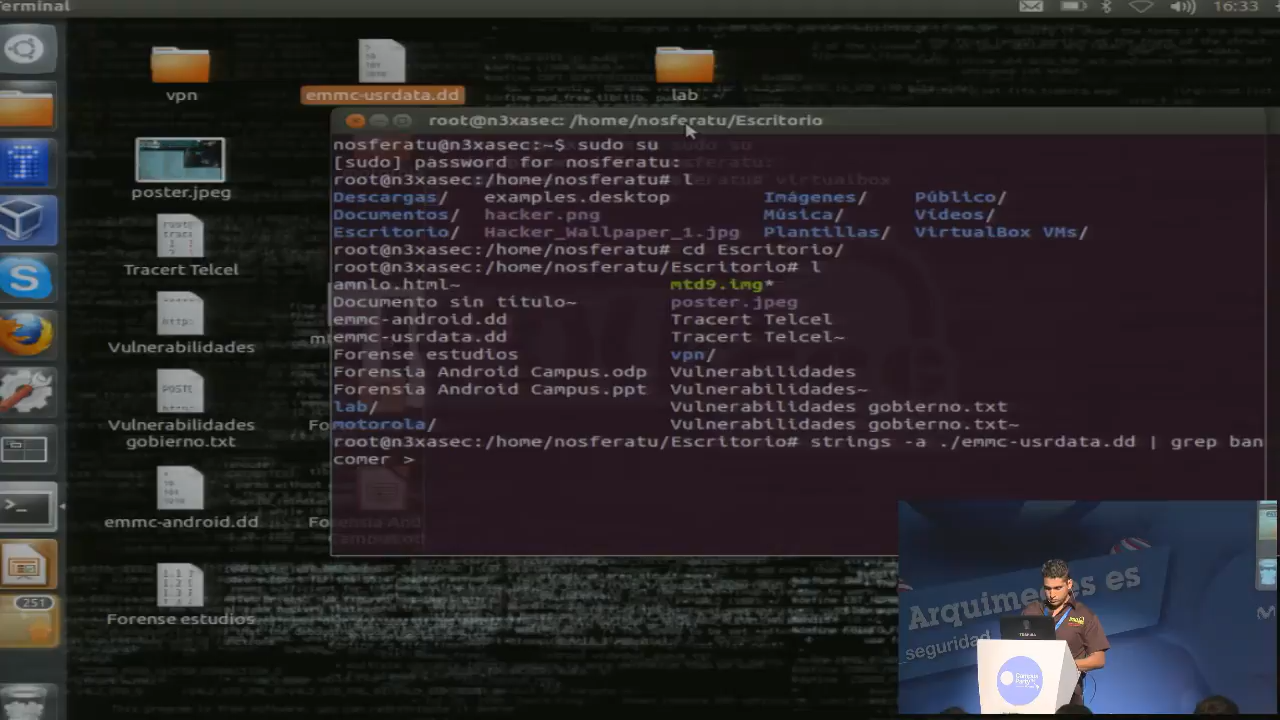 Terminal
16:33
vpn
emmc-usrdata.dd
lab
poster.jpeg
Tracert Telcel
Vulnerabilidades
Vulnerabilidades
gobierno.txt
emmc-android.dd
Forense estudios
251
root@n3xasec: /home/nosferatu/Escritorio
nosferatu@n3xasec:~$ sudo su
[sudo] password for nosferatu:
root@n3xasec:/home/nosferatu# l
Descargas/ examples.desktop Imágenes/ Público/
Documentos/ hacker.png Música/ Vídeos/
Escritorio/ Hacker_Wallpaper_1.jpg Plantillas/ VirtualBox VMs/
root@n3xasec:/home/nosferatu# cd Escritorio/
root@n3xasec:/home/nosferatu/Escritorio# l
amnlo.html~ mtd9.img*
Documento sin título~ poster.jpeg
emmc-android.dd Tracert Telcel
emmc-usrdata.dd Tracert Telcel~
Forense estudios vpn/
Forensia Android Campus.odp Vulnerabilidades
Forensia Android Campus.ppt Vulnerabilidades~
lab/ Vulnerabilidades gobierno.txt
motorola/ Vulnerabilidades gobierno.txt~
root@n3xasec:/home/nosferatu/Escritorio# strings -a ./emmc-usrdata.dd | grep ban
comer >
Arquimedes es
_seguridad
Campus
Party